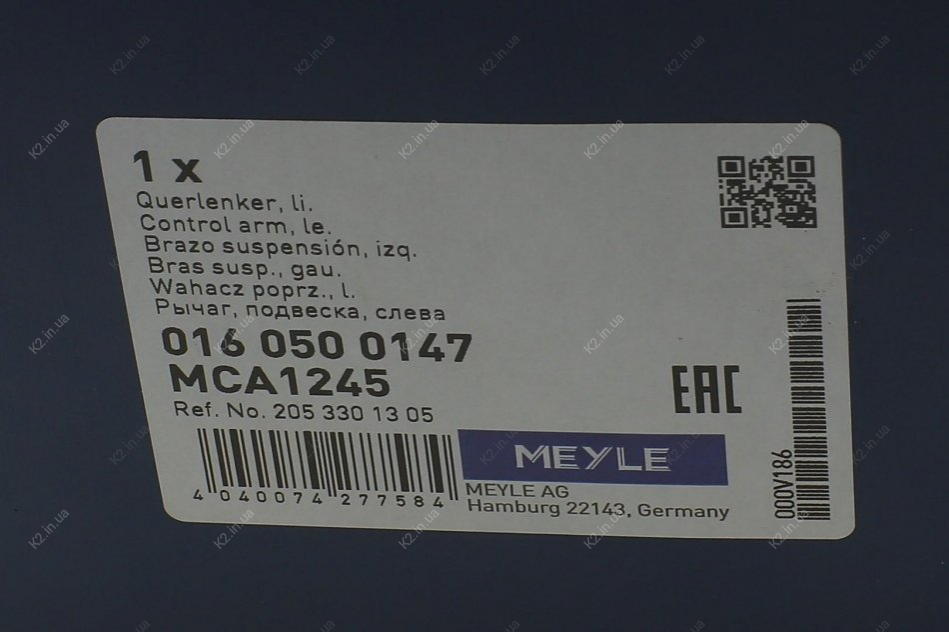 1 x
Querlenker, li.
Control arm, le.
Brazo suspensión, izq.
Bras susp., gau.
Wahacz poprz., l.
Рычаг, подвеска, слева
016 050 0147
MCA1245
Ref. No. 205 330 13 05
4 040074 277584
MEYLE
MEYLE AG
Hamburg 22143, Germany
EAC
000V186
K2.in.ua